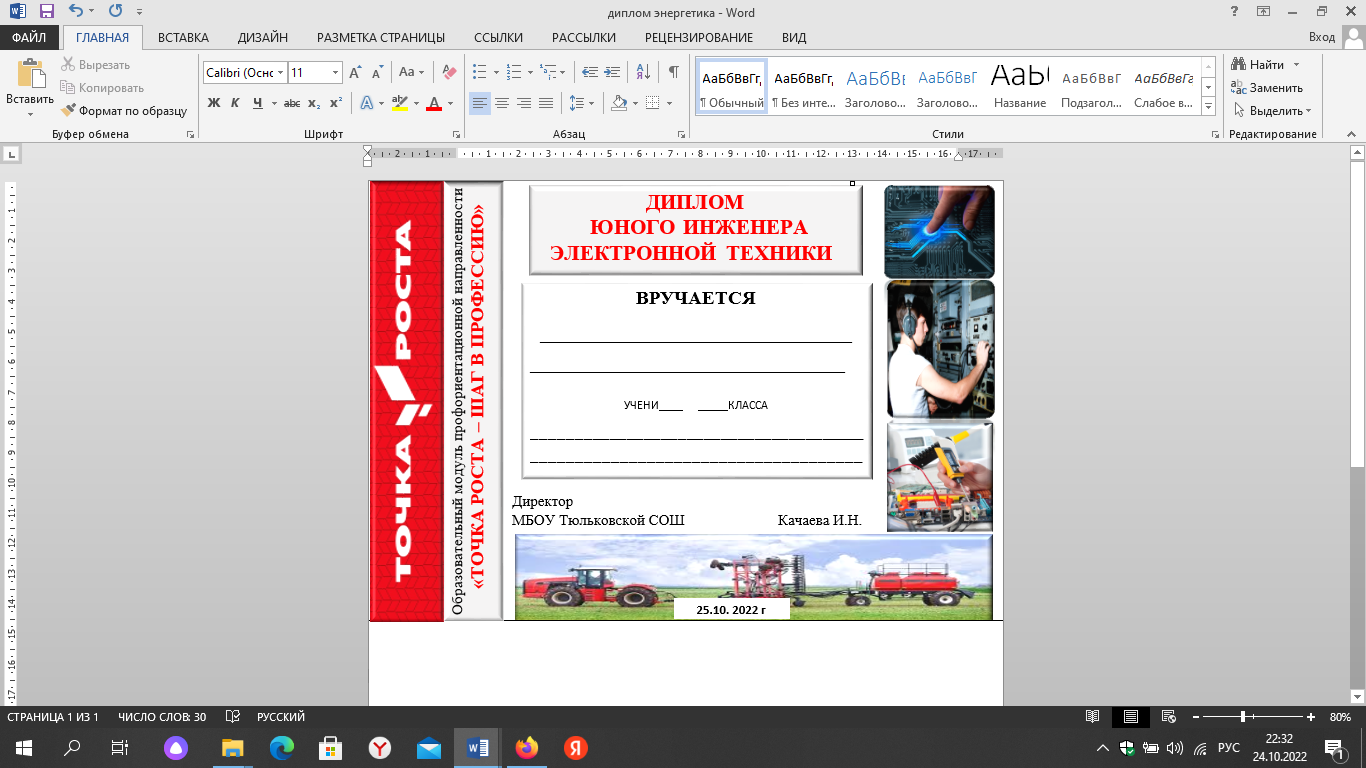 диплом энергетика - Word
ФАЙЛ ГЛАВНАЯ ВСТАВКА ДИЗАЙН РАЗМЕТКА СТРАНИЦЫ ССЫЛКИ РАССЫЛКИ РЕЦЕНЗИРОВАНИЕ ВИД Вход
Вставить
Вырезать
Копировать
Формат по образцу
Буфер обмена
Calibri (Оснс 11
Ж К Ч abc x₂ x²
Шрифт
Абзац
АаБбВвГг, АаБбВвГг, АаБбВв АаБбВвГ АаБ АаБбВвГ АаБбВвГг
¶ Обычный ¶ Без инте... Заголово... Заголово... Название Подзагол... Слабое в...
Стили
Найти
Заменить
Выделить
Редактирование
ТОЧКА РОСТА
Образовательный модуль профориентационной направленности
«ТОЧКА РОСТА – ШАГ В ПРОФЕССИЮ»
ДИПЛОМ
ЮНОГО ИНЖЕНЕРА
ЭЛЕКТРОННОЙ ТЕХНИКИ
ВРУЧАЕТСЯ
УЧЕНИ____ _____КЛАССА
Директор
МБОУ Тюльковской СОШ Качаева И.Н.
25.10. 2022 г
СТРАНИЦА 1 ИЗ 1 ЧИСЛО СЛОВ: 30 РУССКИЙ 80%
РУС
22:32
24.10.2022